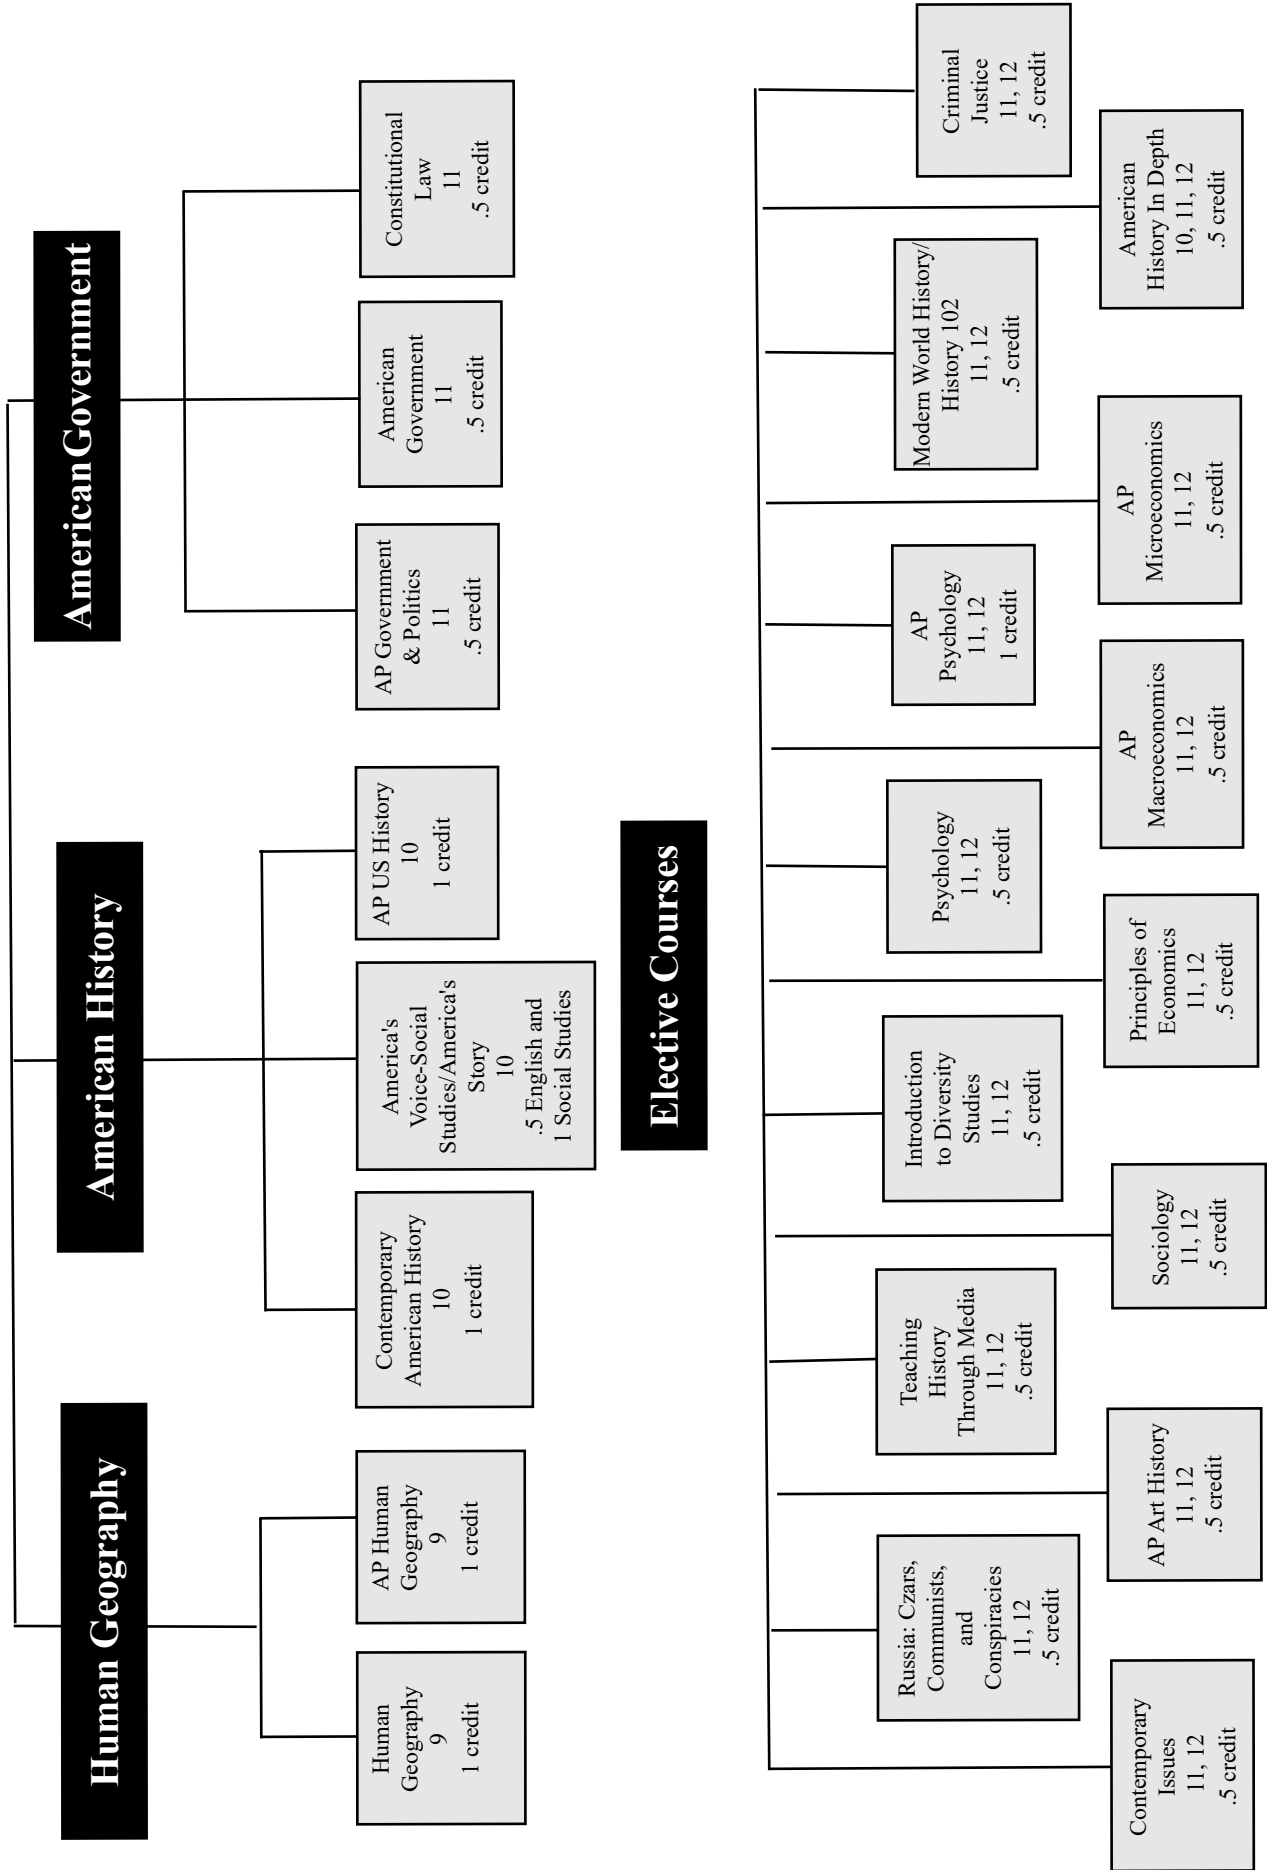 Human Geography
American History
American Government
Human
Geography
9
1 credit
AP Human
Geography
9
1 credit
Contemporary
American History
10
1 credit
America's
Voice-Social
Studies/America's
Story
10
.5 English and
1 Social Studies
AP US History
10
1 credit
AP Government
& Politics
11
.5 credit
American
Government
11
.5 credit
Constitutional
Law
11
.5 credit
Elective Courses
Contemporary
Issues
11, 12
.5 credit
Russia: Czars,
Communists,
and
Conspiracies
11, 12
.5 credit
AP Art History
11, 12
.5 credit
Teaching
History
Through Media
11, 12
.5 credit
Sociology
11, 12
.5 credit
Introduction
to Diversity
Studies
11, 12
.5 credit
Principles of
Economics
11, 12
.5 credit
Psychology
11, 12
.5 credit
AP
Macroeconomics
11, 12
.5 credit
AP
Psychology
11, 12
1 credit
AP
Microeconomics
11, 12
.5 credit
Modern World History/
History 102
11, 12
.5 credit
American
History In Depth
10, 11, 12
.5 credit
Criminal
Justice
11, 12
.5 credit